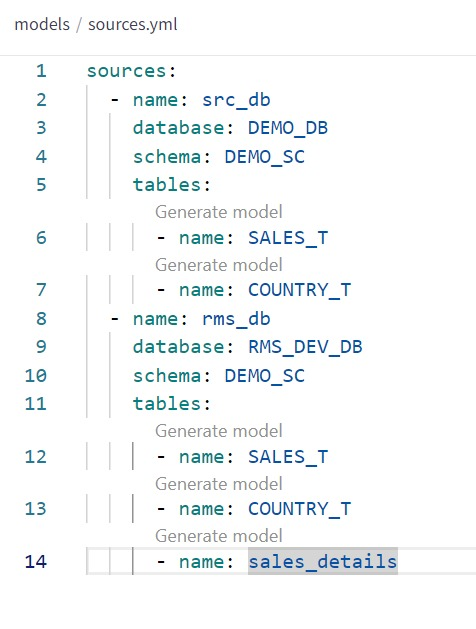 models / sources.yml
1 sources:
2 - name: src_db
3 database: DEMO_DB
4 schema: DEMO_SC
5 tables:
Generate model
6 - name: SALES_T
Generate model
7 - name: COUNTRY_T
8 - name: rms_db
9 database: RMS_DEV_DB
10 schema: DEMO_SC
11 tables:
Generate model
12 - name: SALES_T
Generate model
13 - name: COUNTRY_T
Generate model
14 - name: sales_details